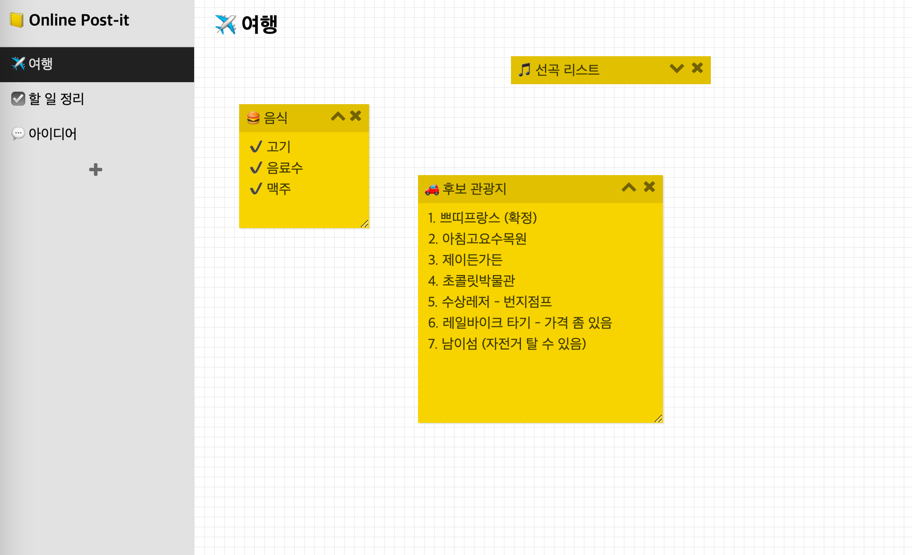 Online Post-it
✈️ 여행
☑️ 할 일 정리
💬 아이디어
✈️ 여행
🎵 선곡 리스트
🍔 음식
✔ 고기
✔ 음료수
✔ 맥주
🚗 후보 관광지
1. 쁘띠프랑스 (확정)
2. 아침고요수목원
3. 제이든가든
4. 초콜릿박물관
5. 수상레저 - 번지점프
6. 레일바이크 타기 - 가격 좀 있음
7. 남이섬 (자전거 탈 수 있음)